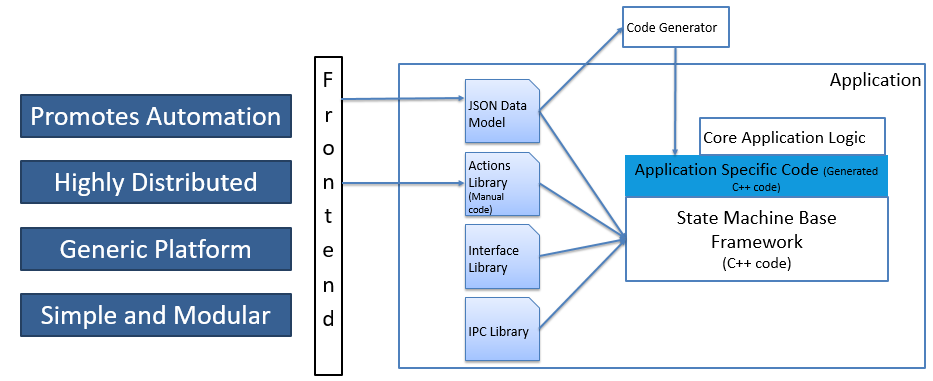 Promotes Automation
Highly Distributed
Generic Platform
Simple and Modular
F
r
o
n
t
e
n
d
Code Generator
Application
JSON Data
Model
Actions
Library
(Manual
code)
Interface
Library
IPC Library
Core Application Logic
Application Specific Code (Generated
C++ code)
State Machine Base
Framework
(C++ code)